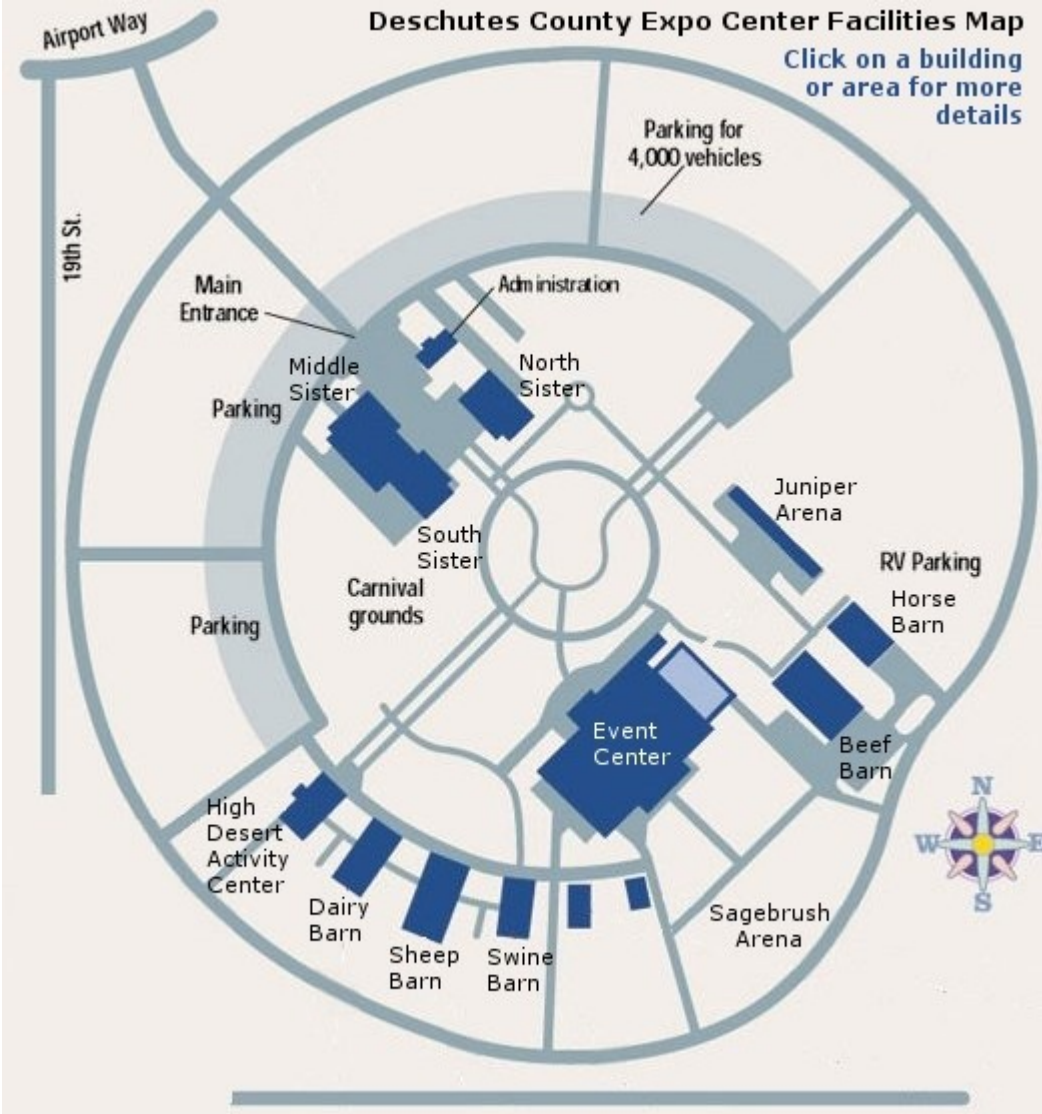 Deschutes County Expo Center Facilities Map
Click on a building
or area for more
details
Airport Way
19th St.
Parking for
4,000 vehicles
Main
Entrance
Administration
Middle
Sister
North
Sister
Parking
South
Sister
Juniper
Arena
Carnival
grounds
RV Parking
Horse
Barn
Parking
Event
Center
Beef
Barn
High
Desert
Activity
Center
Dairy
Barn
Sheep
Barn
Swine
Barn
Sagebrush
Arena
N
W
E
S